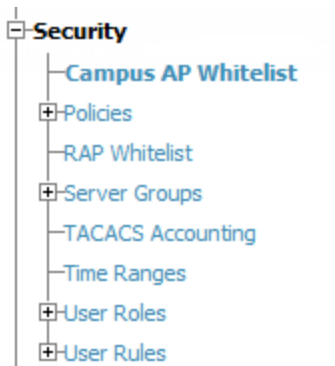 Security
Campus AP Whitelist
Policies
RAP Whitelist
Server Groups
TACACS Accounting
Time Ranges
User Roles
User Rules